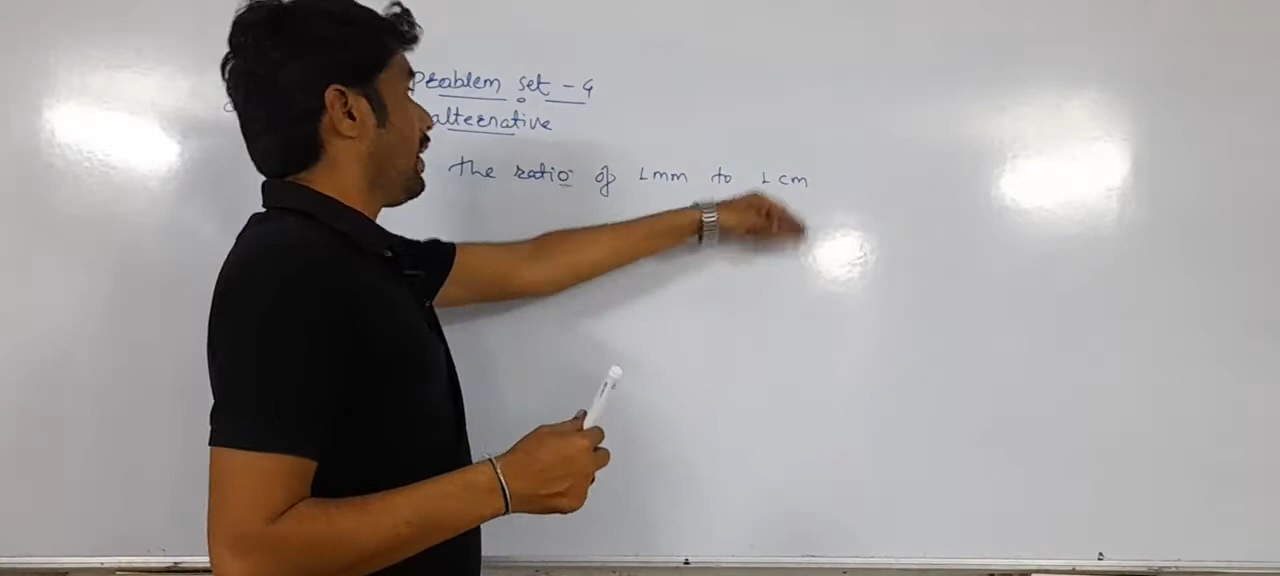 Problem set - 4
alternative
the ratio of 1mm to 1cm